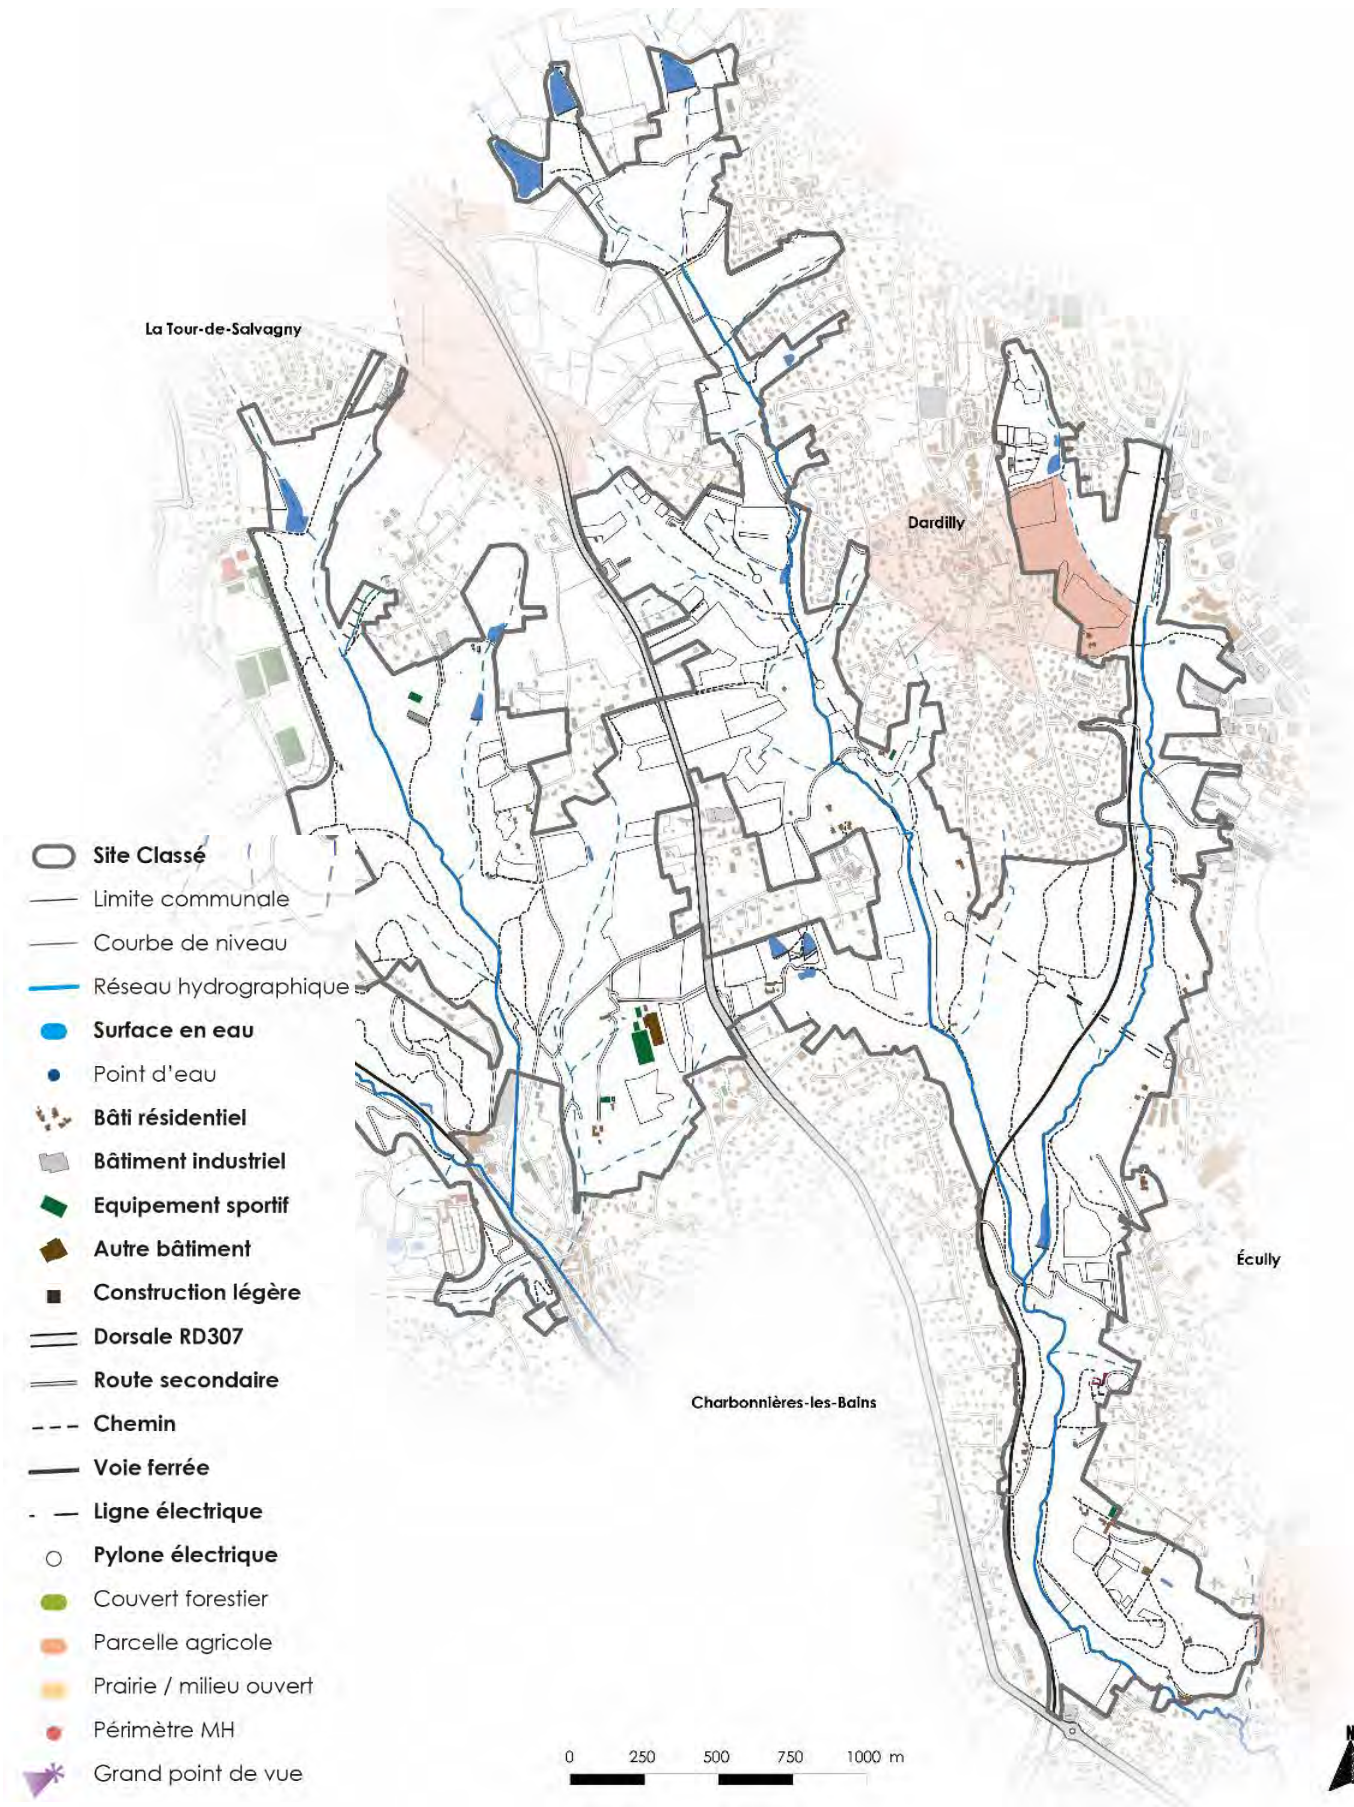 La Tour-de-Salvagny
Dardilly
Site Classé
Limite communale
Courbe de niveau
Réseau hydrographique
Surface en eau
Point d'eau
Bâti résidentiel
Bâtiment industriel
Equipement sportif
Autre bâtiment
Construction légère
Dorsale RD307
Route secondaire
Chemin
Voie ferrée
Ligne électrique
Pylone électrique
Couvert forestier
Parcelle agricole
Prairie / milieu ouvert
Périmètre MH
Grand point de vue
Écully
Charbonnières-les-Bains
0 250 500 750 1000 m
N